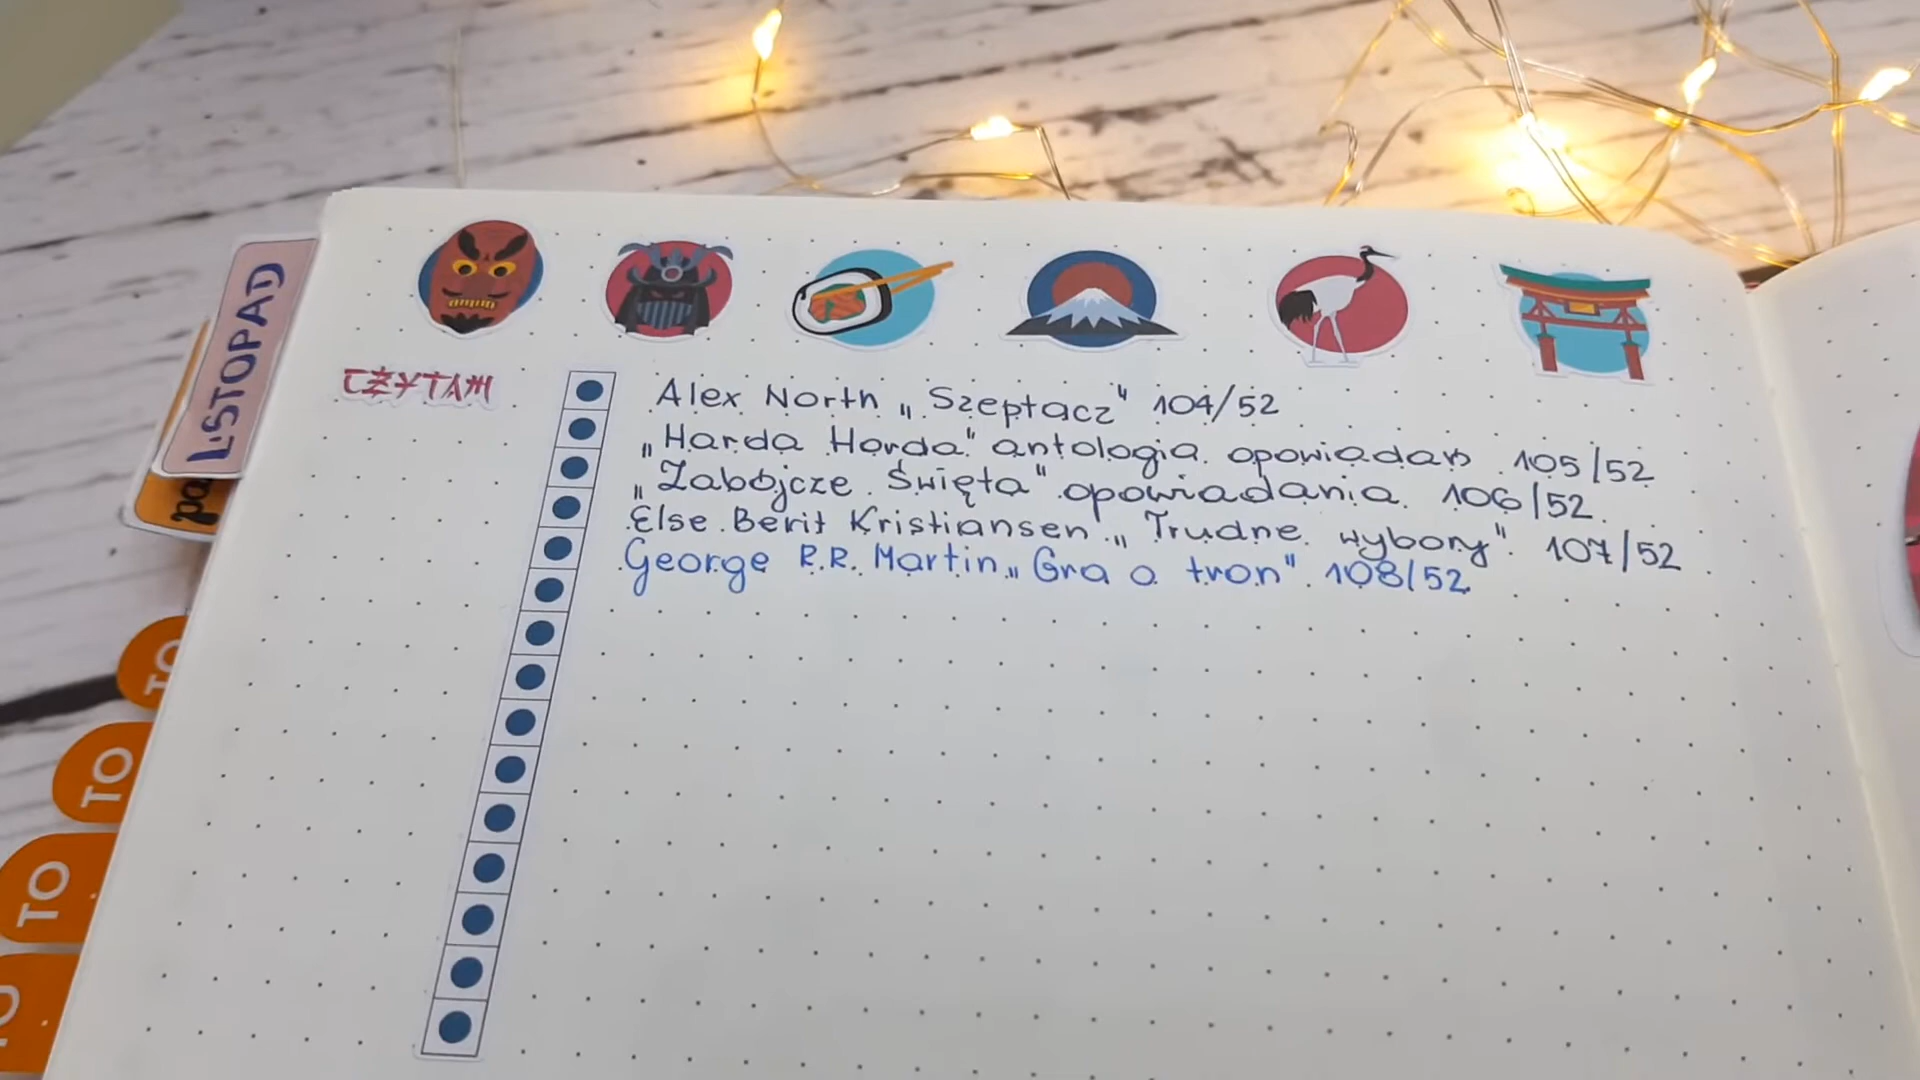 LISTOPAD
CZYTAM
Alex North „Szeptacz" 104/52
„Harda Horda" antologia opowiadań 105/52
„Zabójcze Święta" opowiadania 106/52
Else Berit Kristiansen „Trudne wybory" 107/52
George R.R. Martin „Gra o tron" 108/52
TO
TO
TO